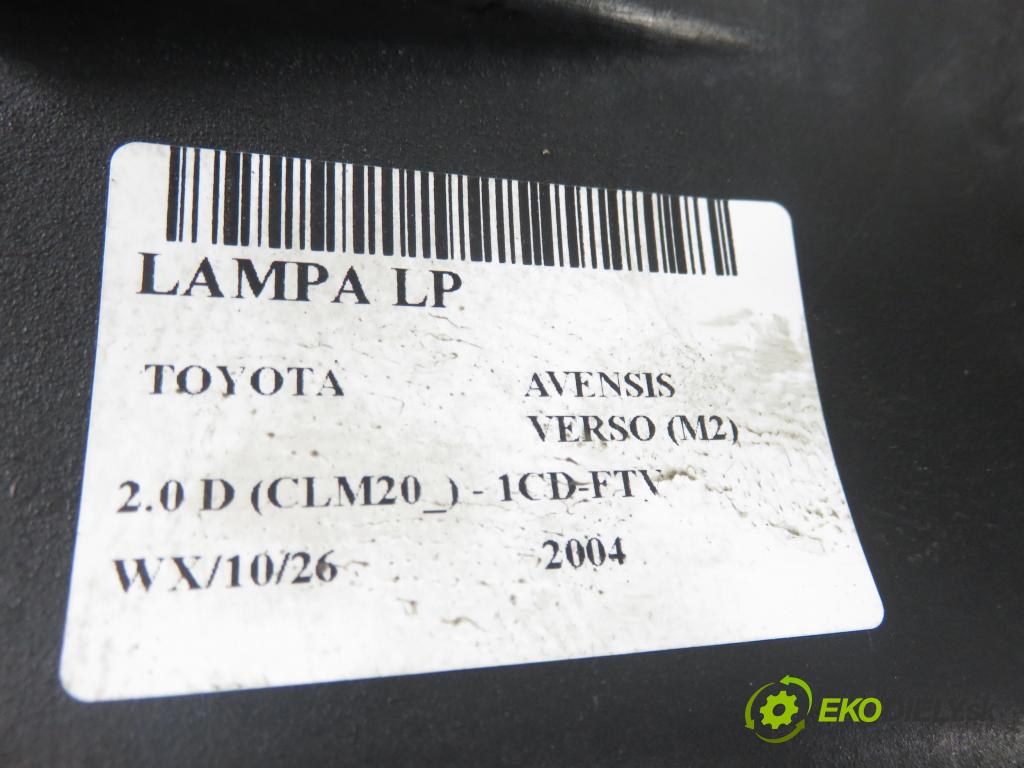 LAMPA LP
TOYOTA AVENSIS
VERSO (M2)
2.0 D (CLM20_) - 1CD-FTV
WX/10/26 2004
EKODIELY.sk